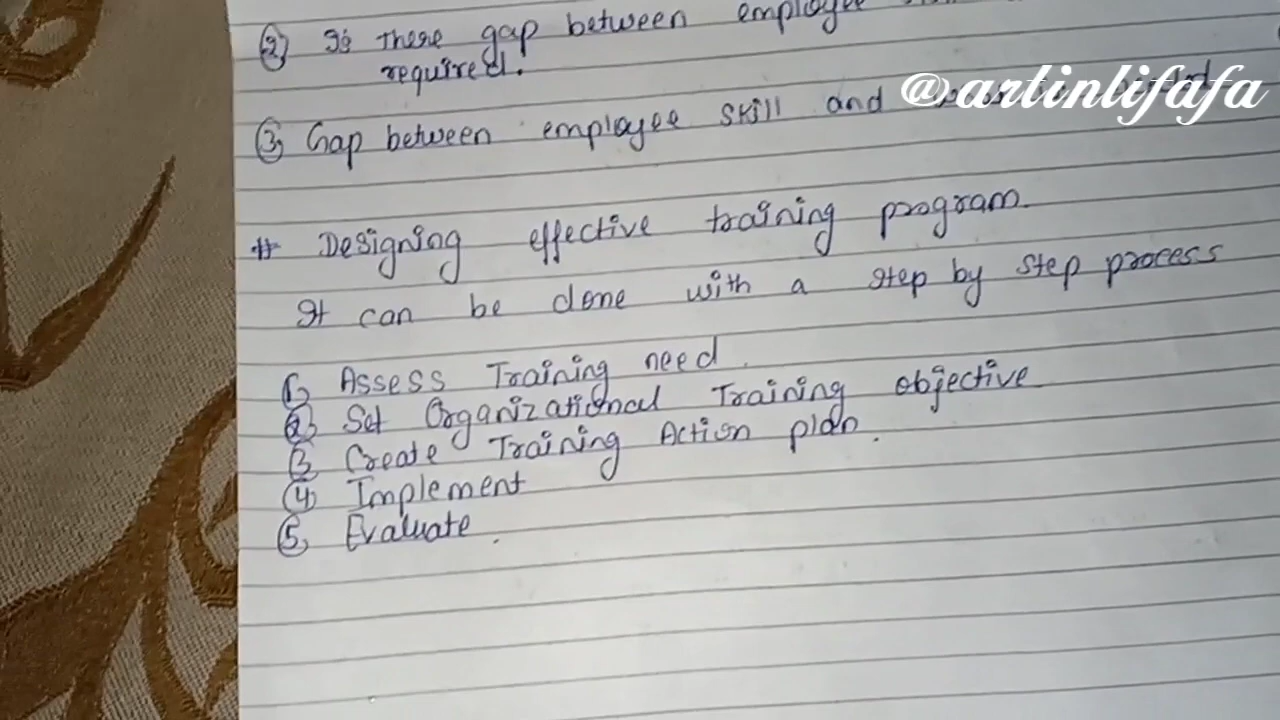 ② Is There gap between employee
required.
@artinlifafa
③ Gap between employee skill and
# Designing effective training program.
It can be done with a step by step process
① Assess Training need.
② Set Organizational Training objective
③ Create Training Action plan.
④ Implement
⑤ Evaluate.